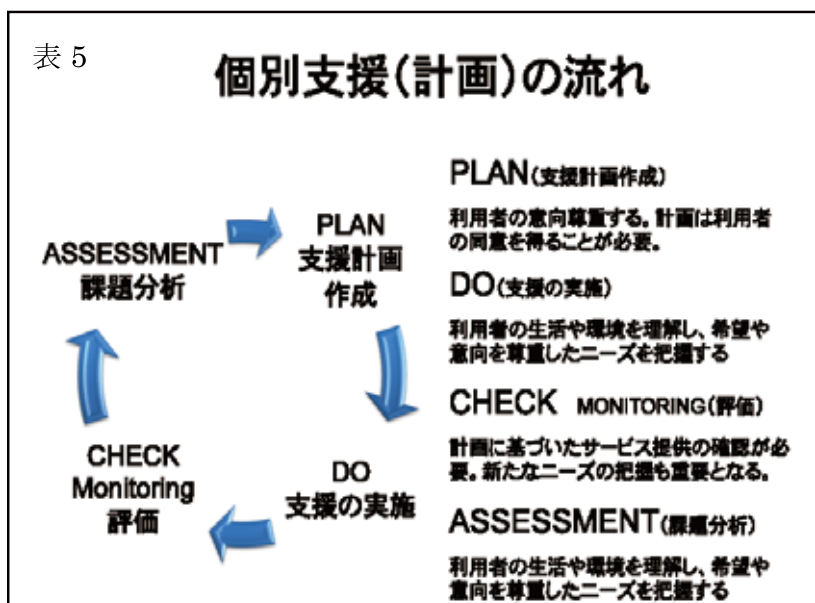 表 5
個別支援(計画)の流れ
ASSESSMENT
課題分析
PLAN
支援計画
作成
DO
支援の実施
CHECK
Monitoring
評価
PLAN(支援計画作成)
利用者の意向尊重する。計画は利用者
の同意を得ることが必要。
DO(支援の実施)
利用者の生活や環境を理解し、希望や
意向を尊重したニーズを把握する
CHECK MONITORING(評価)
計画に基づいたサービス提供の確認が必
要。新たなニーズの把握も重要となる。
ASSESSMENT(課題分析)
利用者の生活や環境を理解し、希望や
意向を尊重したニーズを把握する